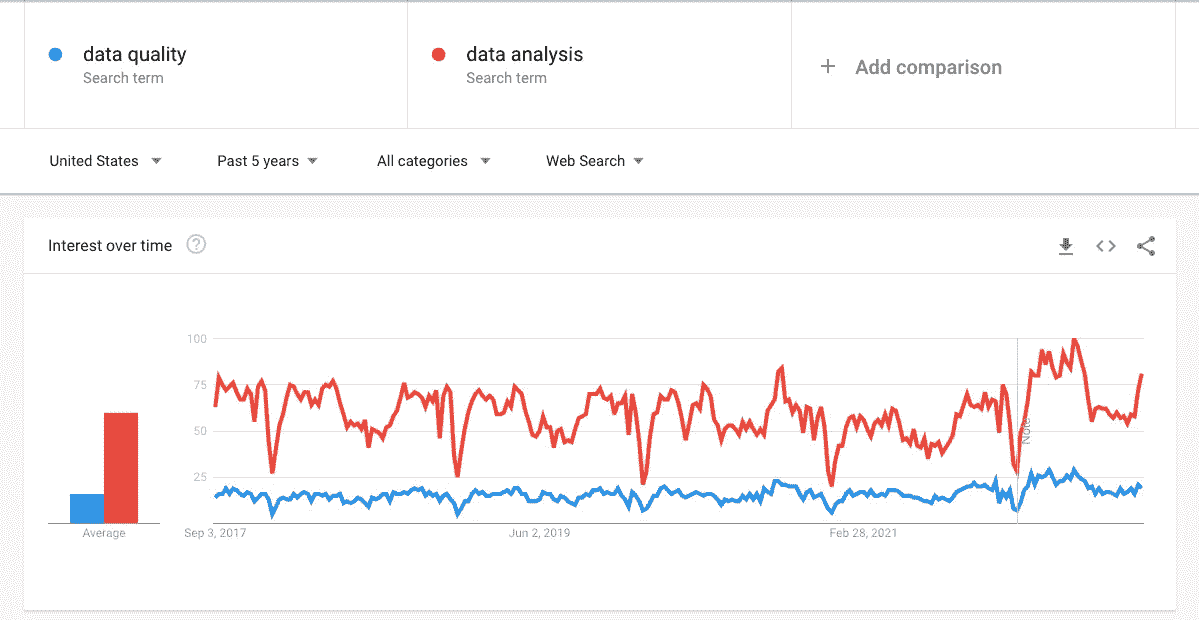 data quality
Search term
data analysis
Search term
+ Add comparison
United States
Past 5 years
All categories
Web Search
Interest over time
?
100
75
50
25
Note
Average
Sep 3, 2017
Jun 2, 2019
Feb 28, 2021